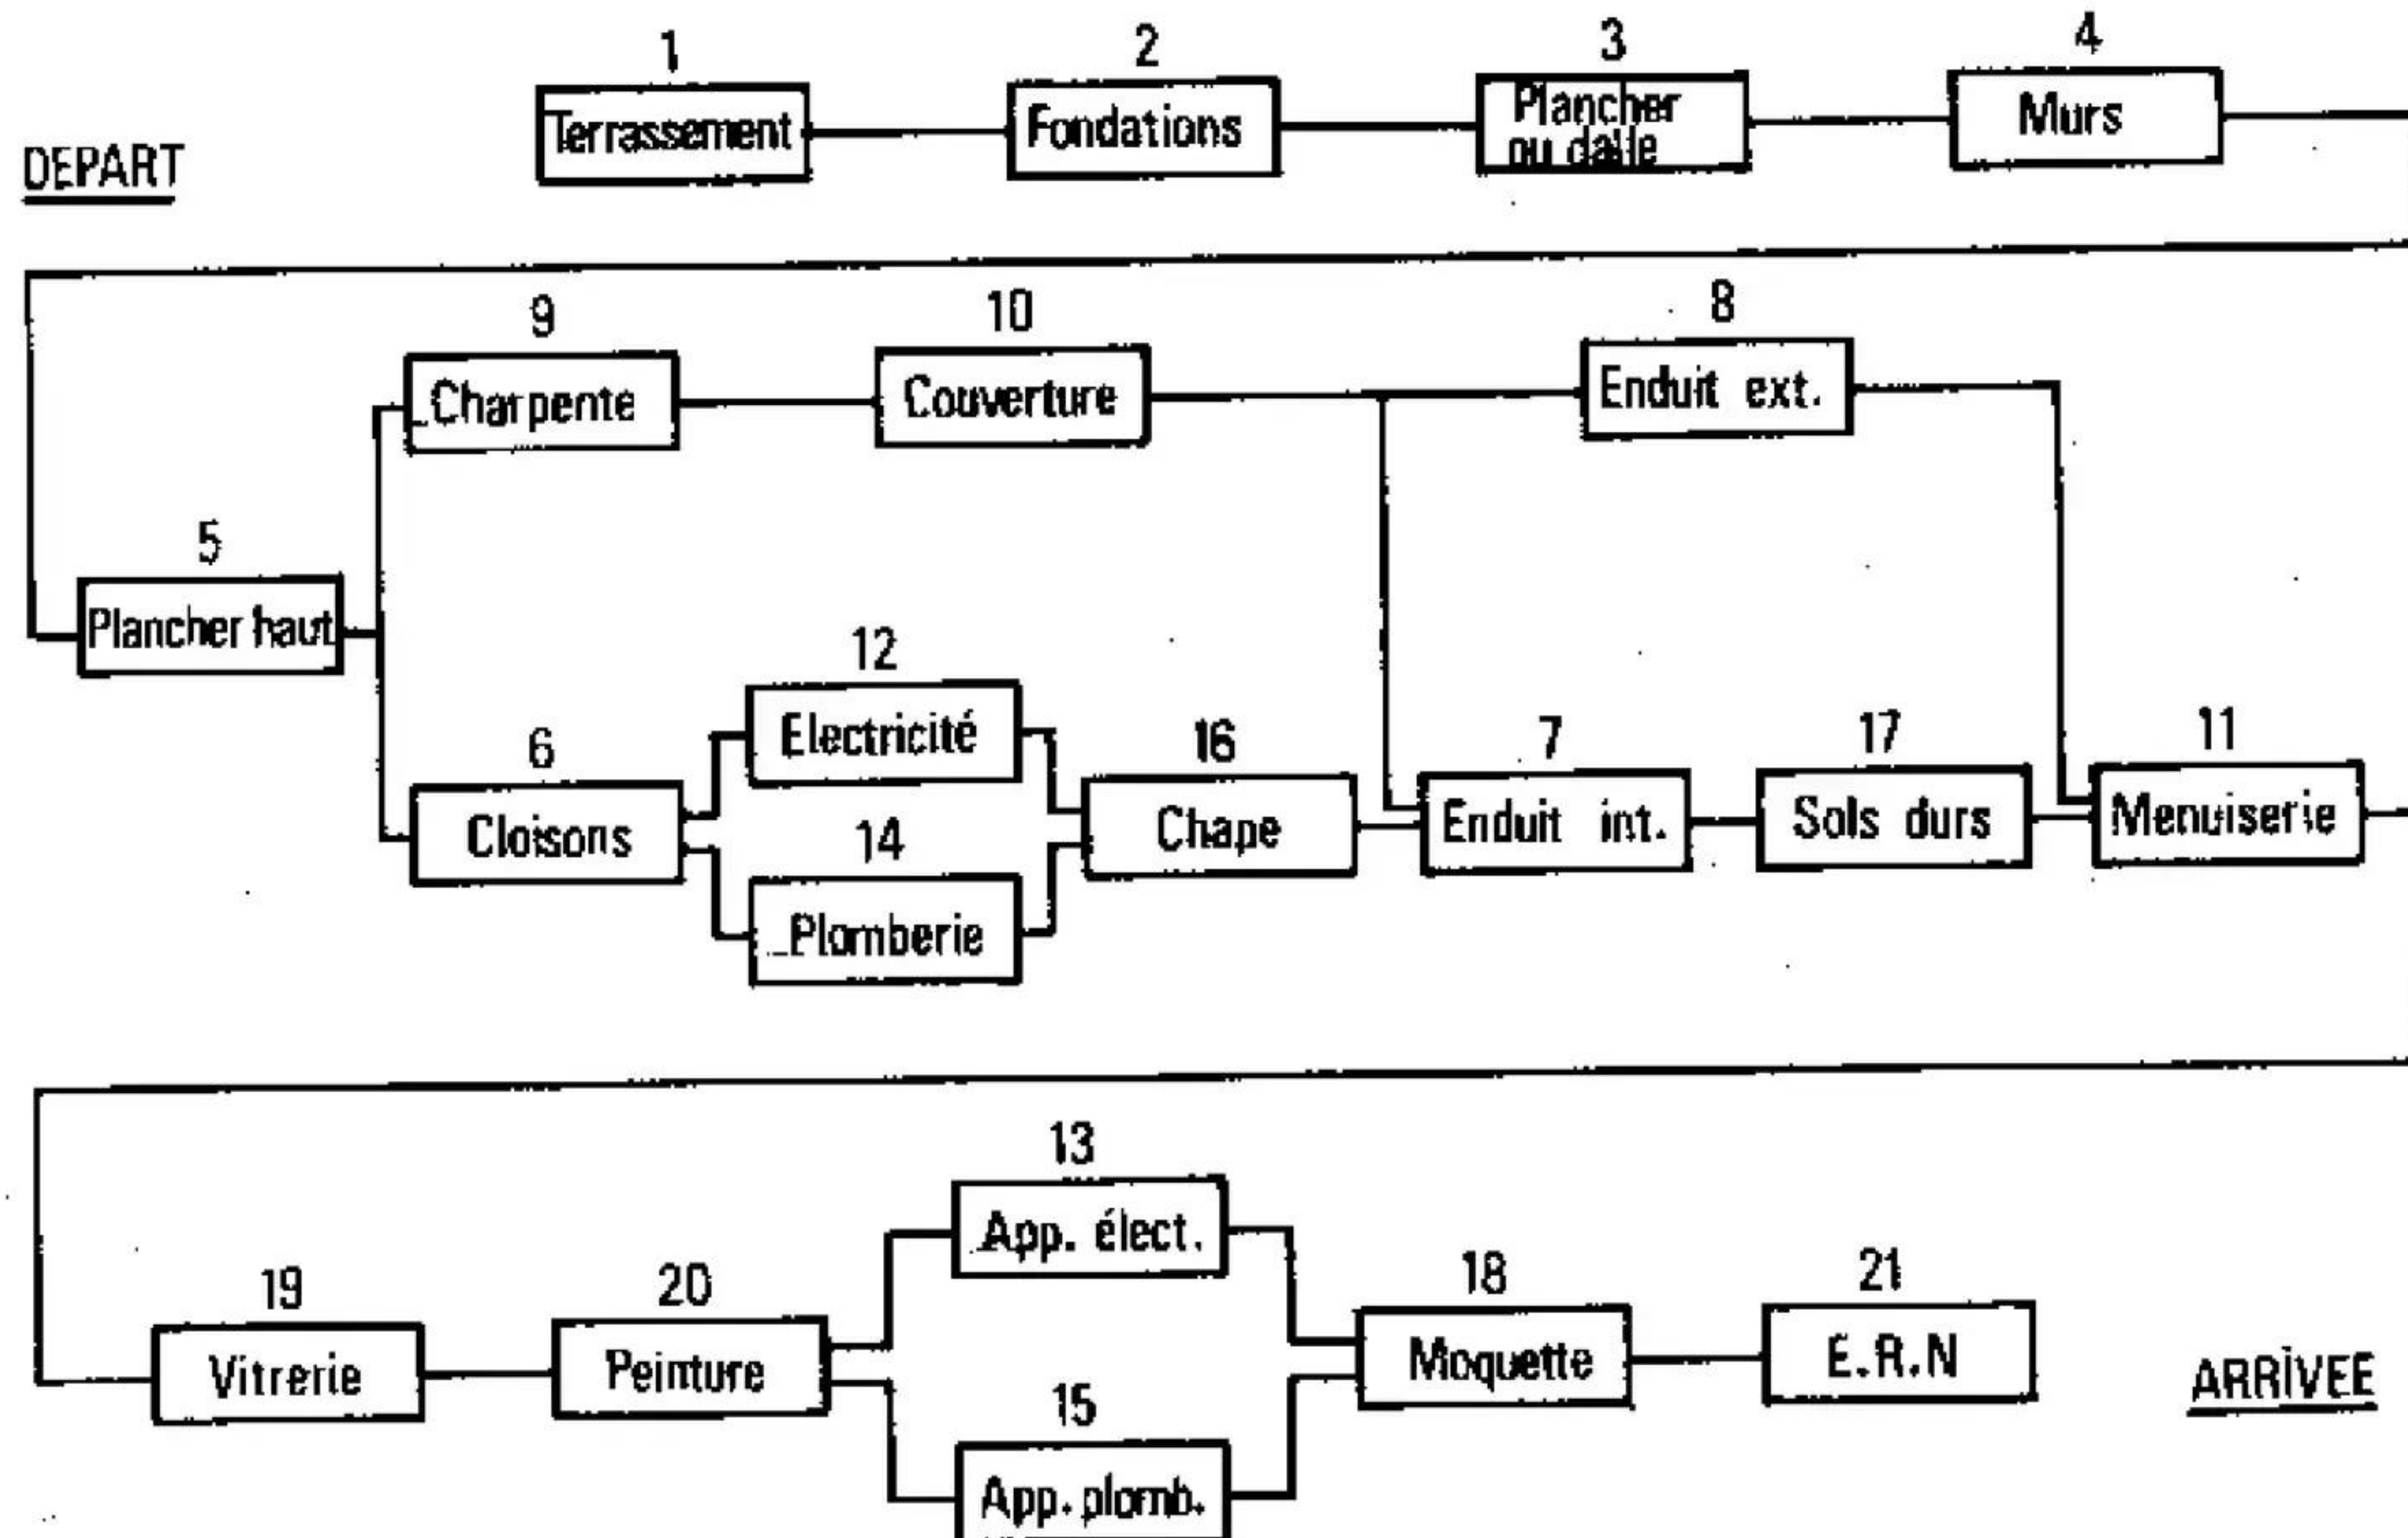 1
2
3
4
Terrassement
Fondations
Plancher
ou dalle
Murs
DEPART
9
10
8
Charpente
Couverture
Enduit ext.
5
Plancher haut
12
Electricité
6
16
7
17
11
Cloisons
Chape
Enduit int.
Sols durs
Menuiserie
14
Plomberie
13
App. élect.
19
20
18
21
Vitrerie
Peinture
Moquette
E.R.N
ARRIVEE
15
App. plomb.